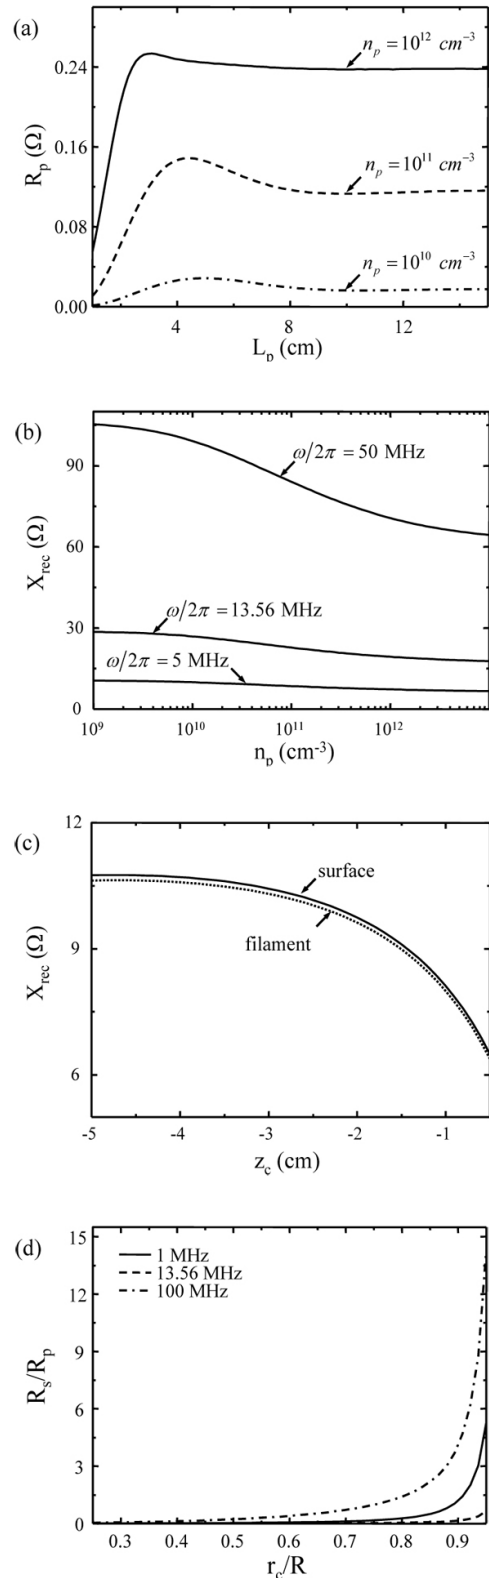 (a)
n_p = 10^12 cm^-3
n_p = 10^11 cm^-3
n_p = 10^10 cm^-3
0.24
0.16
0.08
0.00
R_p (Ω)
4 8 12
L_p (cm)
(b)
ω/2π = 50 MHz
ω/2π = 13.56 MHz
ω/2π = 5 MHz
90
60
30
0
X_rec (Ω)
10^9 10^10 10^11 10^12
n_p (cm^-3)
(c)
surface
filament
12
9
6
X_rec (Ω)
-5 -4 -3 -2 -1
z_c (cm)
(d)
1 MHz
13.56 MHz
100 MHz
15
12
9
6
3
0
R_s/R_p
0.3 0.4 0.5 0.6 0.7 0.8 0.9
r_c/R